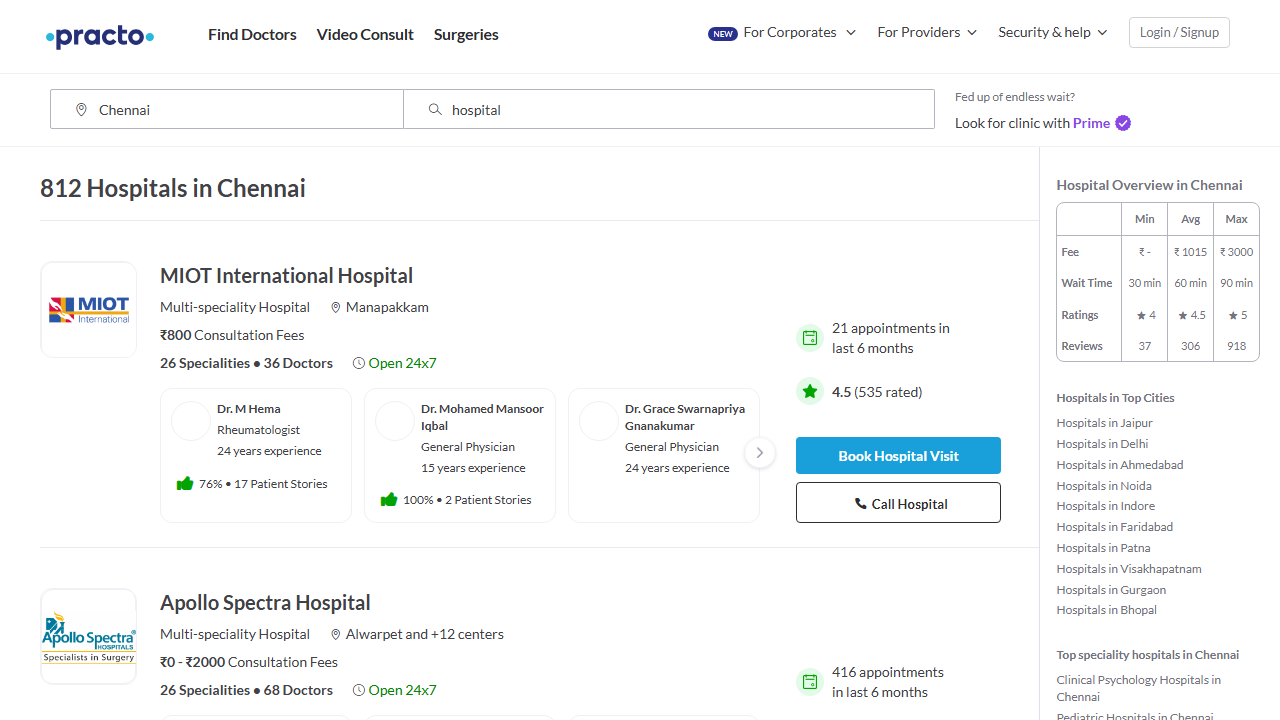 practo
Find Doctors Video Consult Surgeries
NEW For Corporates For Providers Security & help Login / Signup
Chennai
hospital
Fed up of endless wait?
Look for clinic with Prime
812 Hospitals in Chennai
MIOT
International
MIOT International Hospital
Multi-speciality Hospital Manapakkam
₹800 Consultation Fees
26 Specialities • 36 Doctors Open 24x7
Dr. M Hema
Rheumatologist
24 years experience
76% • 17 Patient Stories
Dr. Mohamed Mansoor
Iqbal
General Physician
15 years experience
100% • 2 Patient Stories
Dr. Grace Swarnapriya
Gnanakumar
General Physician
24 years experience
21 appointments in
last 6 months
4.5 (535 rated)
Book Hospital Visit
Call Hospital
Apollo Spectra®
HOSPITALS
Specialists in Surgery
Apollo Spectra Hospital
Multi-speciality Hospital Alwarpet and +12 centers
₹0 - ₹2000 Consultation Fees
26 Specialities • 68 Doctors Open 24x7
416 appointments
in last 6 months
Hospital Overview in Chennai
Min Avg Max
Fee ₹ - ₹ 1015 ₹ 3000
Wait Time 30 min 60 min 90 min
Ratings ★ 4 ★ 4.5 ★ 5
Reviews 37 306 918
Hospitals in Top Cities
Hospitals in Jaipur
Hospitals in Delhi
Hospitals in Ahmedabad
Hospitals in Noida
Hospitals in Indore
Hospitals in Faridabad
Hospitals in Patna
Hospitals in Visakhapatnam
Hospitals in Gurgaon
Hospitals in Bhopal
Top speciality hospitals in Chennai
Clinical Psychology Hospitals in
Chennai
Pediatric Hospitals in Chennai